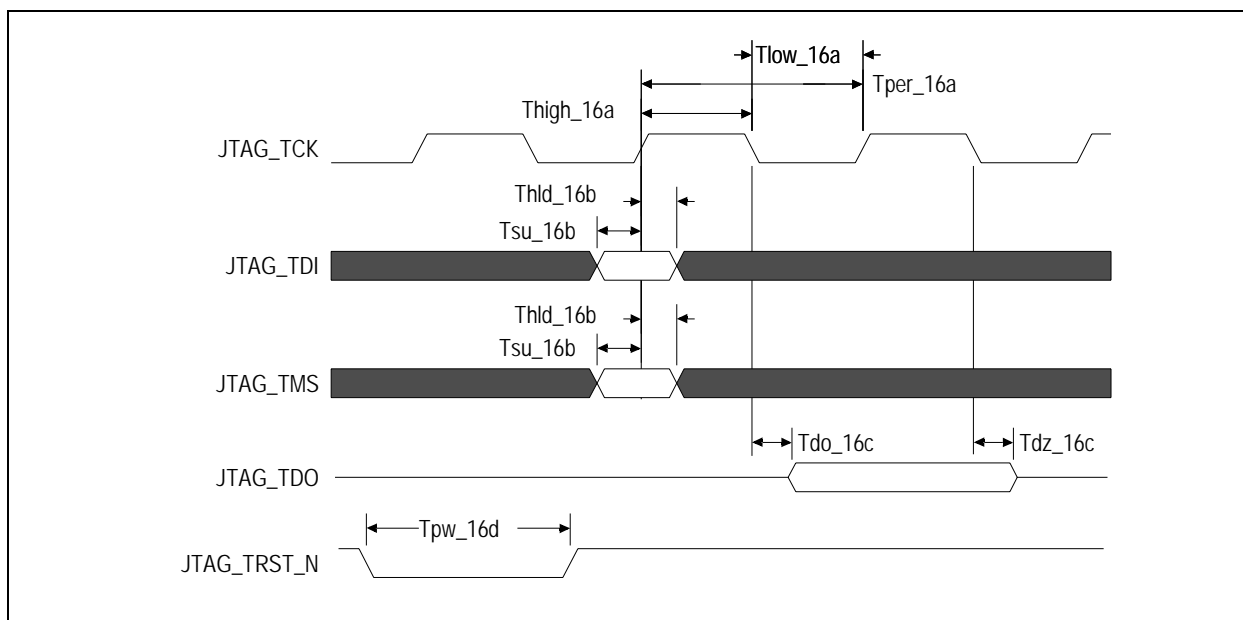 Tlow_16a
Tper_16a
Thigh_16a
JTAG_TCK
Thld_16b
Tsu_16b
JTAG_TDI
Thld_16b
Tsu_16b
JTAG_TMS
Tdo_16c
Tdz_16c
JTAG_TDO
Tpw_16d
JTAG_TRST_N